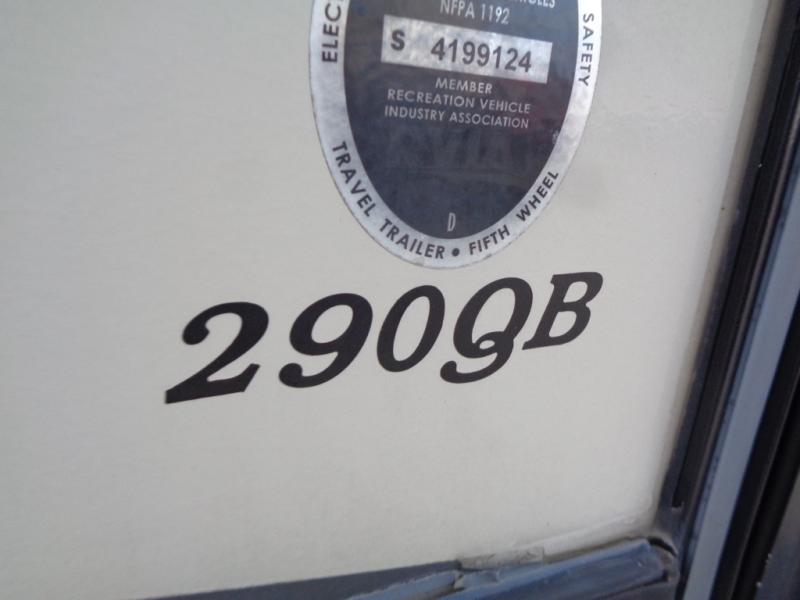 NFPA 1192
SAFETY
S 4199124
MEMBER
RECREATION VEHICLE
INDUSTRY ASSOCIATION
D
TRAVEL TRAILER • FIFTH WHEEL
290QB